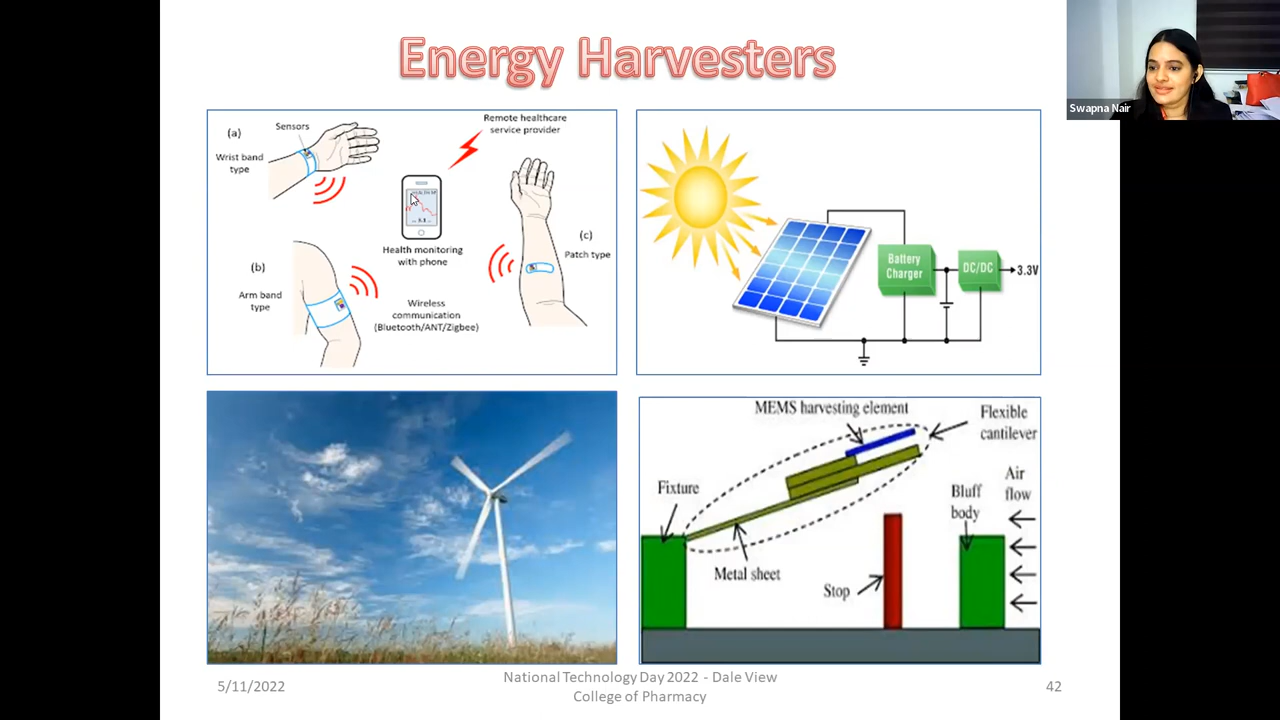 Energy Harvesters
Swapna Nair
(a)
Sensors
Wrist band
type
Remote healthcare
service provider
Health monitoring
with phone
(c)
Patch type
(b)
Arm band
type
Wireless
communication
(Bluetooth/ANT/Zigbee)
Battery
Charger
DC/DC
3.3V
MEMS harvesting element
Flexible
cantilever
Fixture
Air
flow
Bluff
body
Metal sheet
Stop
5/11/2022
National Technology Day 2022 - Dale View
College of Pharmacy
42